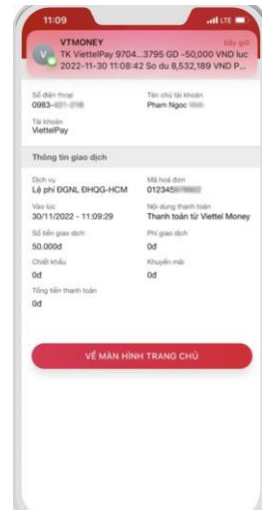 11:09 LTE
VTMONEY bây giờ
V
TK ViettelPay 9704...3795 GD -50,000 VND luc
2022-11-30 11:08:42 So du 8,532,189 VND P...
Số điện thoại Tên chủ tài khoản
0983- Pham Ngoc
Tài khoản
ViettelPay
Thông tin giao dịch
Dịch vụ Mã hoá đơn
Lệ phí ĐGNL ĐHQG-HCM 012345
Vào lúc Nội dung thanh toán
30/11/2022 - 11:09:29 Thanh toán từ Viettel Money
Số tiền giao dịch Phí giao dịch
50.000đ 0đ
Chiết khấu Khuyến mãi
0đ 0đ
Tổng tiền thanh toán
0đ
VỀ MÀN HÌNH TRANG CHỦ